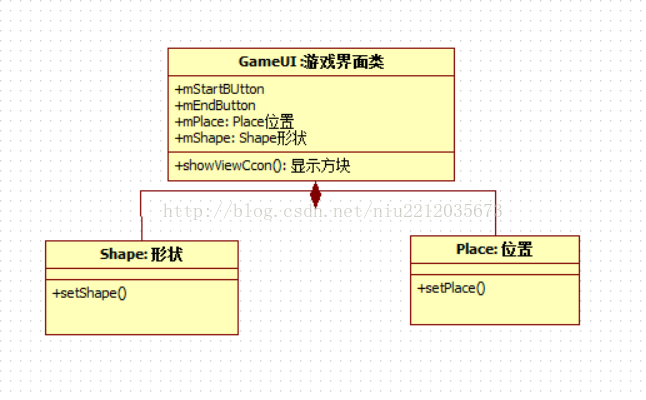 GameUI :游戏界面类
+mStartBUtton
+mEndButton
+mPlace: Place位置
+mShape: Shape形状
+showViewCcon(): 显示方块
http://blog.csdn.net/niu2212035673
Shape: 形状
+setShape()
Place: 位置
+setPlace()